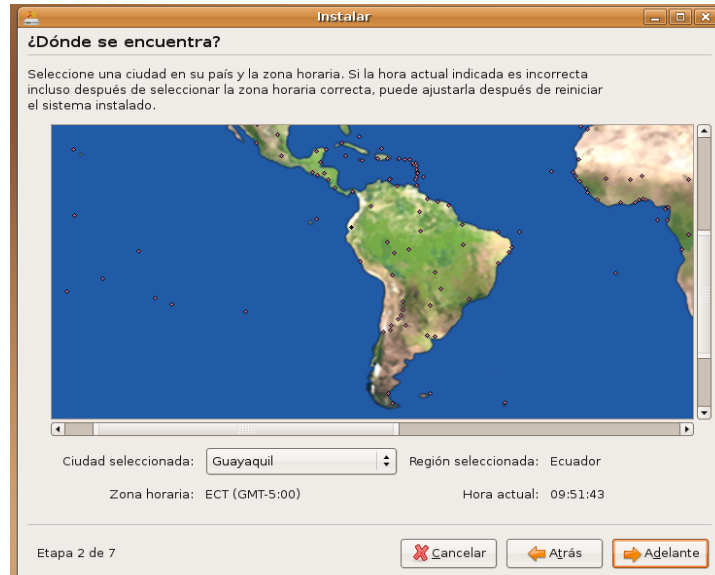 Instalar
¿Dónde se encuentra?
Seleccione una ciudad en su país y la zona horaria. Si la hora actual indicada es incorrecta
incluso después de seleccionar la zona horaria correcta, puede ajustarla después de reiniciar
el sistema instalado.
Ciudad seleccionada: Guayaquil Región seleccionada: Ecuador
Zona horaria: ECT (GMT-5:00) Hora actual: 09:51:43
Etapa 2 de 7 Cancelar Atrás Adelante